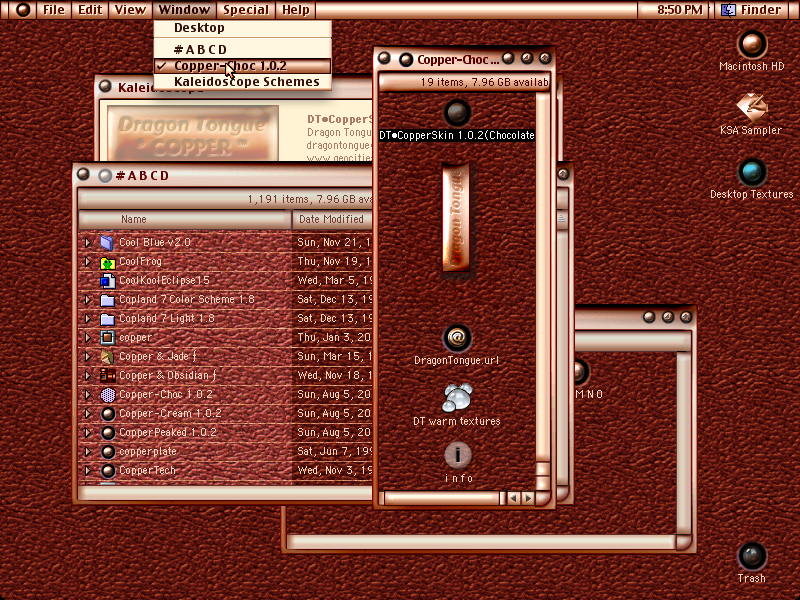 File Edit View Window Special Help 8:50 PM Finder
Desktop
#ABCD
Copper-Choc 1.0.2
Kaleidoscope Schemes
Dragon Tongue
COPPER
DT•CopperSk
Dragon Tongu
dragontongue
www.geocities
#ABCD
1,191 items, 7.96 GB ava
Name Date Modified
Cool Blue v2.0 Sun, Nov 21, 1
CoolFrog Thu, Nov 19, 1
CoolKoolEclipse15 Wed, Mar 5, 19
Copland 7 Color Scheme 1.8 Sat, Dec 13, 19
Copland 7 Light 1.8 Sat, Dec 13, 19
copper Thu, Jan 3, 20
Copper & Jade ƒ Sun, Mar 15,
Copper & Obsidian ƒ Wed, Nov 18,
Copper-Choc 1.0.2 Sun, Aug 5, 20
Copper-Cream 1.0.2 Sun, Aug 5, 20
CopperPeaked 1.0.2 Sun, Aug 5, 20
copperplate Sat, Jun 7, 199
CopperTech Wed, Nov 3, 19
Copper-Choc ...
19 items, 7.96 GB availab
DT•CopperSkin 1.0.2(Chocolate
Dragon Tongue
DragonTongue.url
DT warm textures
info
MNO
Macintosh HD
KSA Sampler
Desktop Textures
Trash